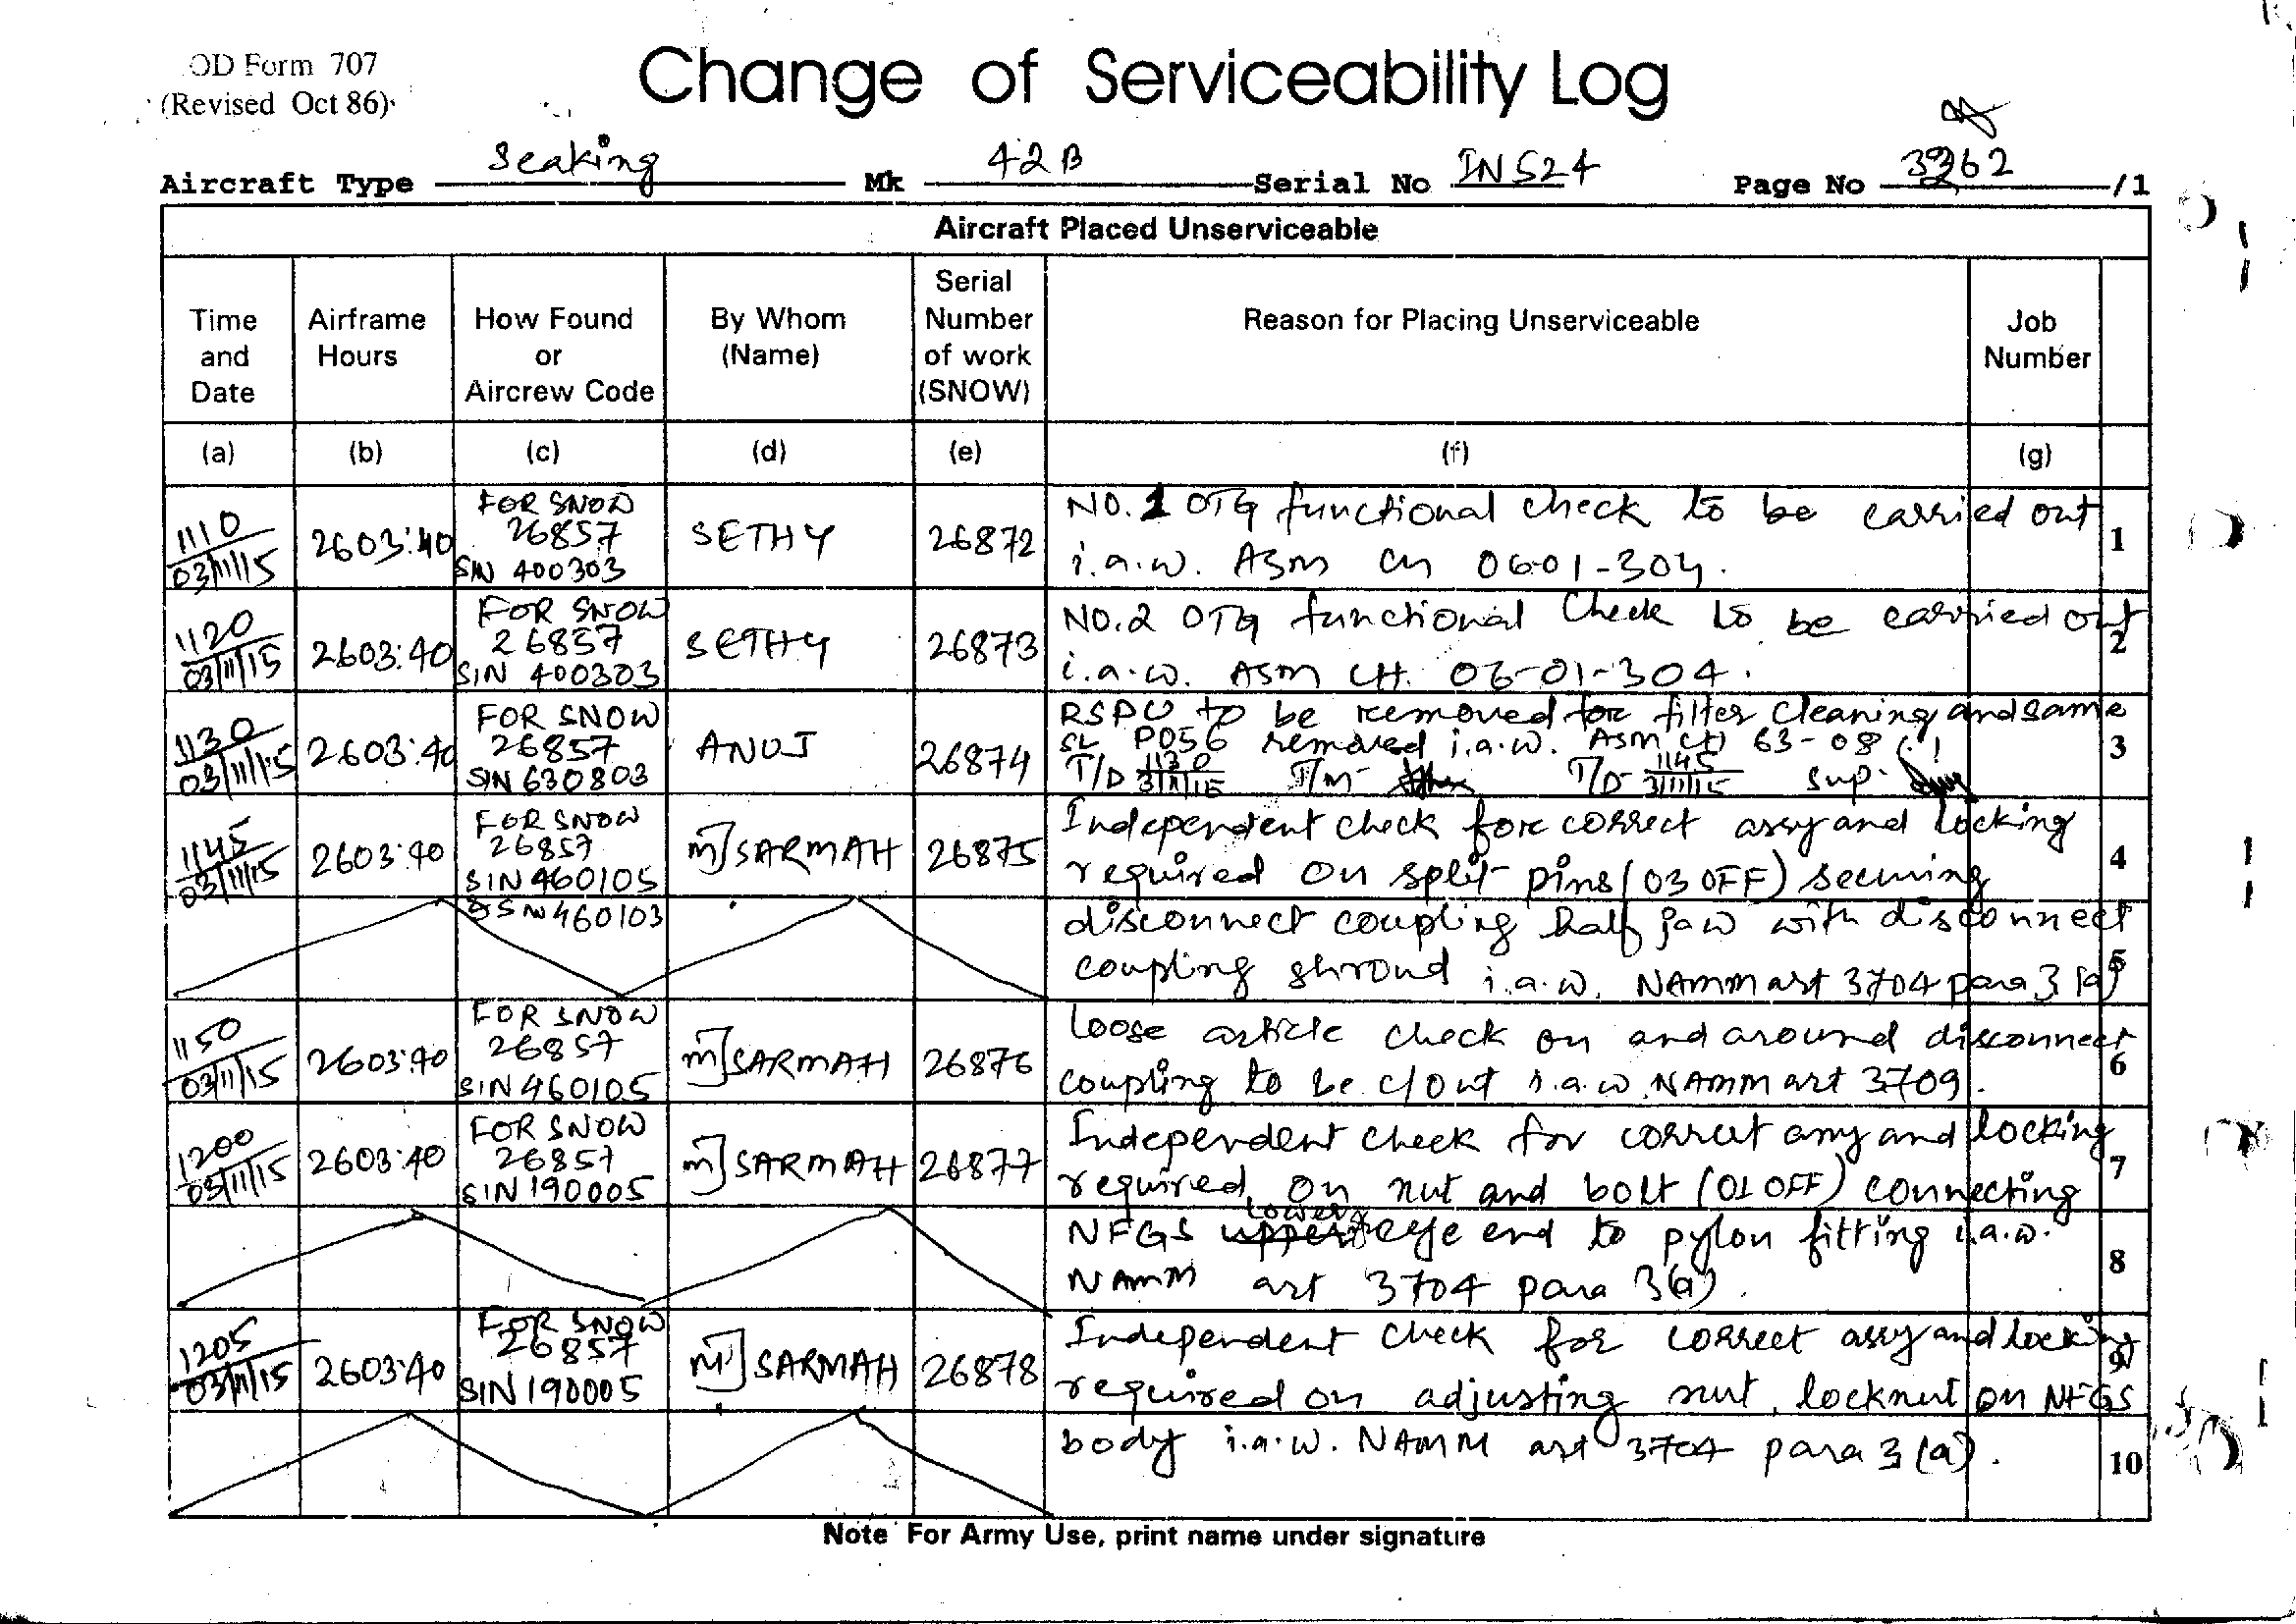 OD Form 707
(Revised Oct 86)
Change of Serviceability Log
Aircraft Type Seaking Mk 42B Serial No IN524 Page No 3362 /1
Aircraft Placed Unserviceable
Time and Date
Airframe Hours
How Found or Aircrew Code
By Whom (Name)
Serial Number of work (SNOW)
Reason for Placing Unserviceable
Job Number
(a) (b) (c) (d) (e) (f) (g)
1110 03/11/15 2603:40 FOR SNOW 26857 SIN 400303 SETHY 26872
NO.1 OTG functional check to be carried out
i.a.w. ASM CH 0601-304. 1
1120 03/11/15 2603:40 FOR SNOW 26857 SIN 400303 SETHY 26873
NO.2 OTG functional Check to be carried out
i.a.w. ASM CH. 06-01-304. 2
1130 03/11/15 2603:40 FOR SNOW 26857 SIN 630803 ANUJ 26874
RSPU to be removed for filter cleaning and same
SL P056 removed i.a.w. ASM CH 63-08 3
T/D 1130 3/11/15 T/M T/D 1145 3/11/15 Sup.
1145 03/11/15 2603:40 FOR SNOW 26857 SIN 460105 & SIN 460103 M SARMAH 26875
Independent check for correct assy and locking
required on split pins (03 OFF) securing 4
disconnect coupling half jaw with disconnect
coupling shroud i.a.w. NAMM art 3704 para 3(a) 5
1150 03/11/15 2603:40 FOR SNOW 26857 SIN 460105 M SARMAH 26876
loose article check on and around disconnect
coupling to be c/out i.a.w. NAMM art 3709. 6
1200 03/11/15 2603:40 FOR SNOW 26857 SIN 190005 M SARMAH 26877
Independent check for correct assy and locking
required on nut and bolt (01 OFF) connecting 7
NFGS upper lower eye end to pylon fitting i.a.w.
NAMM art 3704 para 3(a). 8
1205 03/11/15 2603:40 FOR SNOW 26857 SIN 190005 M SARMAH 26878
Independent check for correct assy and locking
required on adjusting nut, locknut on NFGS 9
body i.a.w. NAMM art 3704 para 3(a). 10
Note For Army Use, print name under signature